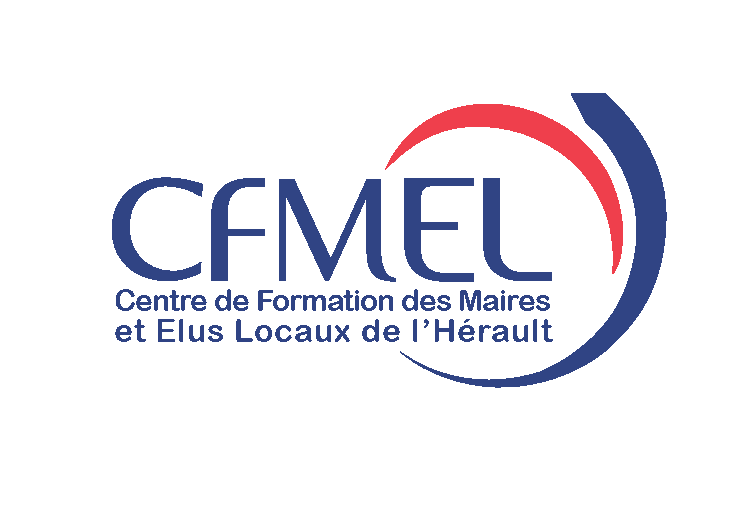 CFMEL
Centre de Formation des Maires
et Elus Locaux de l'Hérault